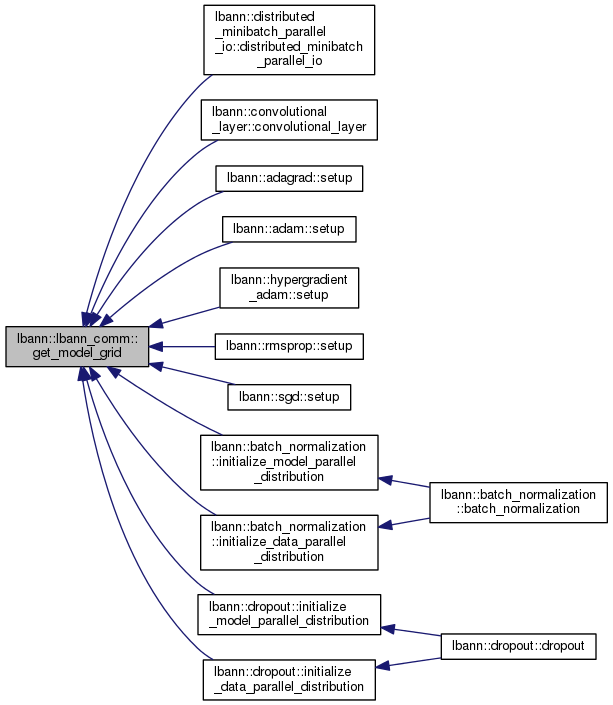 lbann::distributed
_minibatch_parallel
_io::distributed_minibatch
_parallel_io
lbann::convolutional
_layer::convolutional_layer
lbann::adagrad::setup
lbann::adam::setup
lbann::hypergradient
_adam::setup
lbann::lbann_comm::
get_model_grid
lbann::rmsprop::setup
lbann::sgd::setup
lbann::batch_normalization
::initialize_model_parallel
_distribution
lbann::batch_normalization
::batch_normalization
lbann::batch_normalization
::initialize_data_parallel
_distribution
lbann::dropout::initialize
_model_parallel_distribution
lbann::dropout::dropout
lbann::dropout::initialize
_data_parallel_distribution